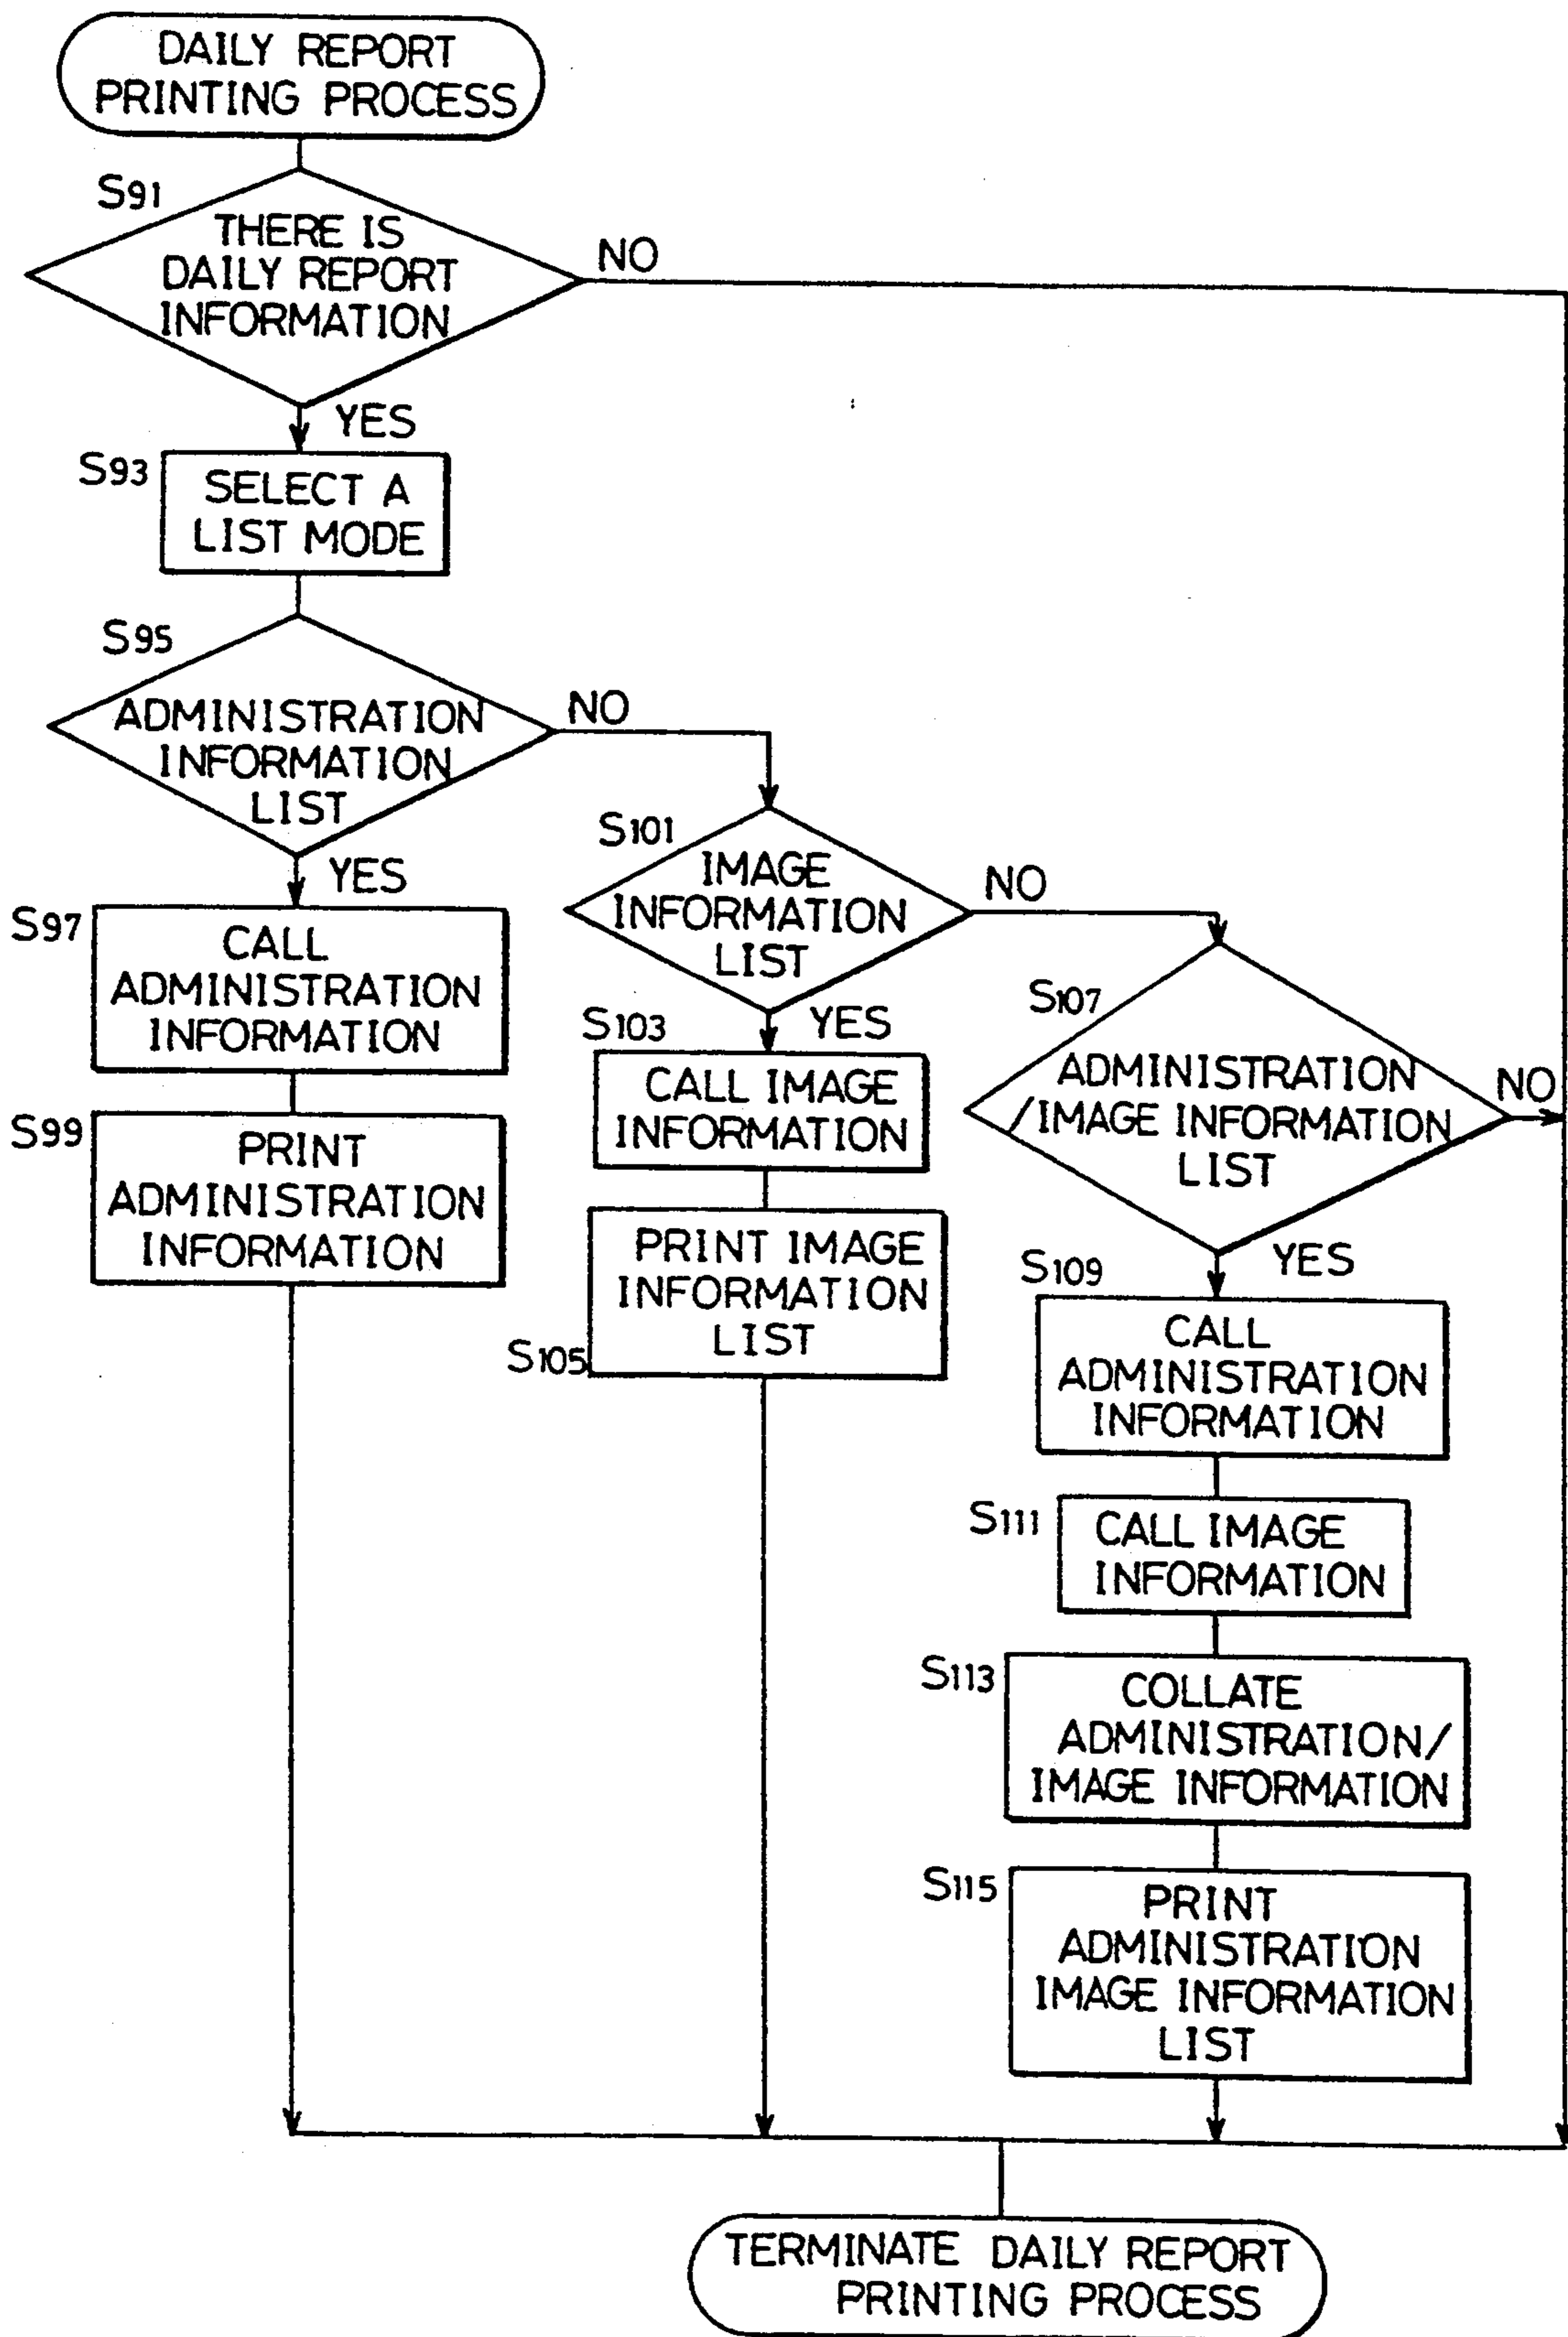 DAILY REPORT
PRINTING PROCESS
S91
THERE IS
DAILY REPORT
INFORMATION
NO
YES
S93
SELECT A
LIST MODE
S95
ADMINISTRATION
INFORMATION
LIST
NO
YES
S97
CALL
ADMINISTRATION
INFORMATION
S99
PRINT
ADMINISTRATION
INFORMATION
S101
IMAGE
INFORMATION
LIST
NO
YES
S103
CALL IMAGE
INFORMATION
PRINT IMAGE
INFORMATION
LIST
S105
S107
ADMINISTRATION
/IMAGE INFORMATION
LIST
NO
YES
S109
CALL
ADMINISTRATION
INFORMATION
S111
CALL IMAGE
INFORMATION
S113
COLLATE
ADMINISTRATION/
IMAGE INFORMATION
S115
PRINT
ADMINISTRATION
IMAGE INFORMATION
LIST
TERMINATE DAILY REPORT
PRINTING PROCESS